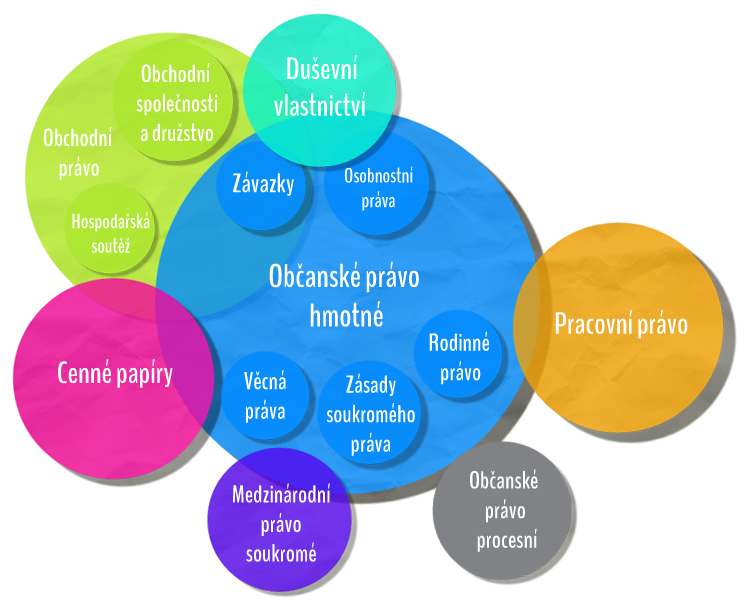 Duševní
vlastnictví
Obchodní
společnosti
a družstvo
Obchodní
právo
Závazky
Osobnostní
práva
Hospodařská
soutěž
Občanské právo
hmotné
Pracovní právo
Rodinné
právo
Cenné papíry
Věcná
práva
Zásady
soukromého
práva
Medzinárodní
právo
soukromé
Občanské
právo
procesní